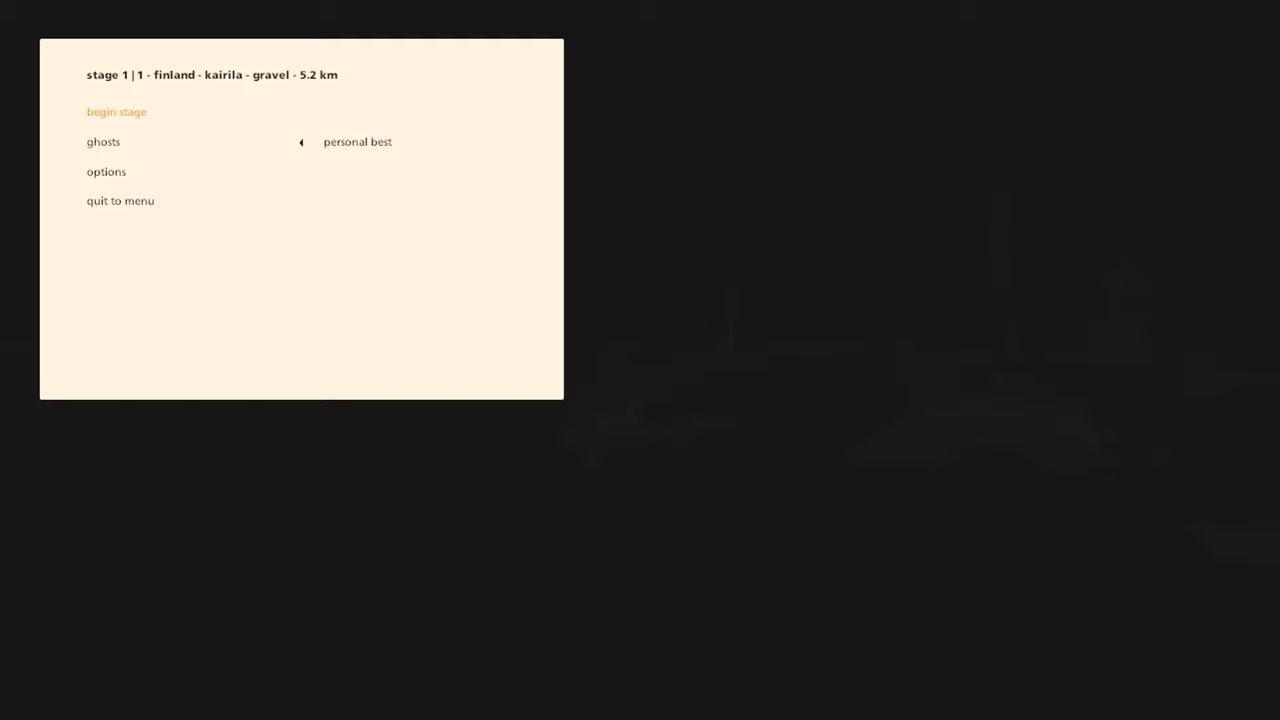 stage 1 | 1 - finland - kairila - gravel - 5.2 km
begin stage
ghosts personal best
options
quit to menu